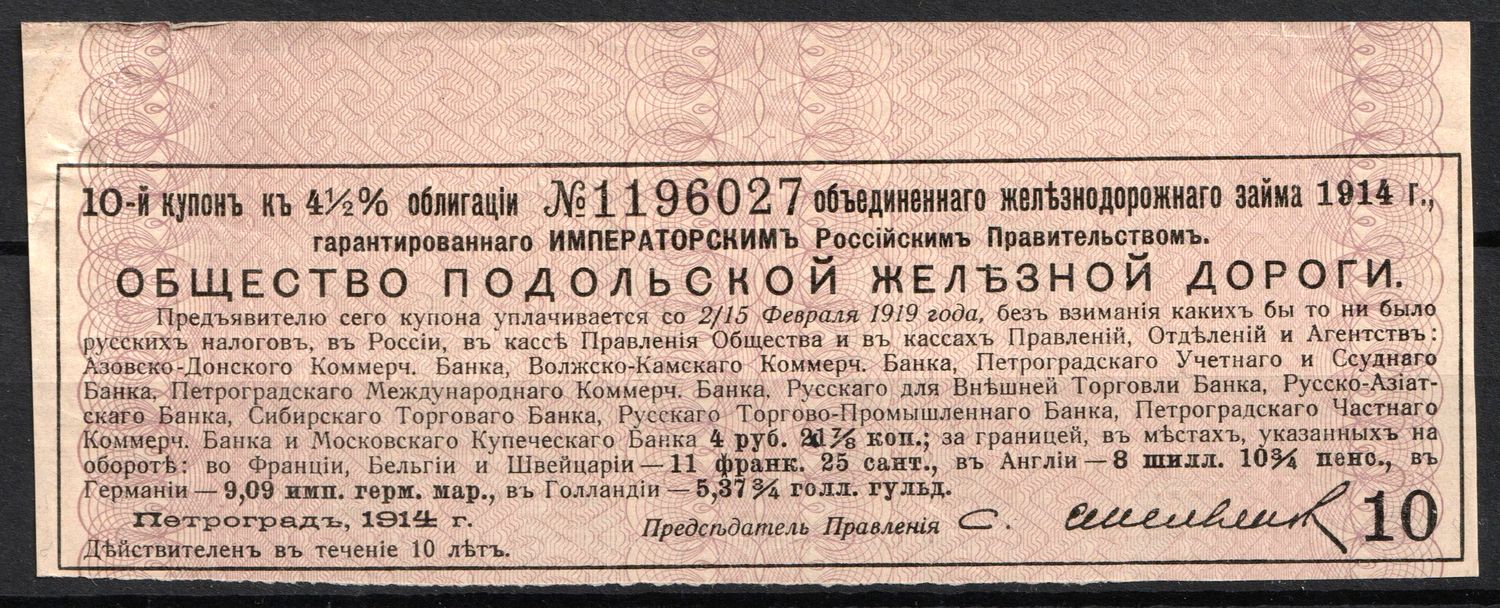 10-й купонъ къ 4½% облигаціи №1196027 объединеннаго желѣзнодорожнаго займа 1914 г.,
гарантированнаго ИМПЕРАТОРСКИМЪ Россійскимъ Правительствомъ.
ОБЩЕСТВО ПОДОЛЬСКОЙ ЖЕЛѢЗНОЙ ДОРОГИ.
Предъявителю сего купона уплачивается со 2/15 Февраля 1919 года, безъ взиманія какихъ бы то ни было
русскихъ налоговъ, въ Россіи, въ кассѣ Правленія Общества и въ кассахъ Правленій, Отдѣленій и Агентствъ:
Азовско-Донского Коммерч. Банка, Волжско-Камскаго Коммерч. Банка, Петроградскаго Учетнаго и Ссуднаго
Банка, Петроградскаго Международнаго Коммерч. Банка, Русскаго для Внѣшней Торговли Банка, Русско-Азіат-
скаго Банка, Сибирскаго Торговаго Банка, Русскаго Торгово-Промышленнаго Банка, Петроградскаго Частнаго
Коммерч. Банка и Московскаго Купеческаго Банка 4 руб. 21⅞ коп.; за границей, въ мѣстахъ, указанныхъ на
оборотѣ: во Франціи, Бельгіи и Швейцаріи — 11 франк. 25 сант., въ Англіи — 8 шилл. 10¾ пенс., въ
Германіи — 9,09 имп. герм. мар., въ Голландіи — 5,37¾ голл. гульд.
Петроградъ, 1914 г.
Предсѣдатель Правленія С. 10
Дѣйствителенъ въ теченіе 10 лѣтъ.